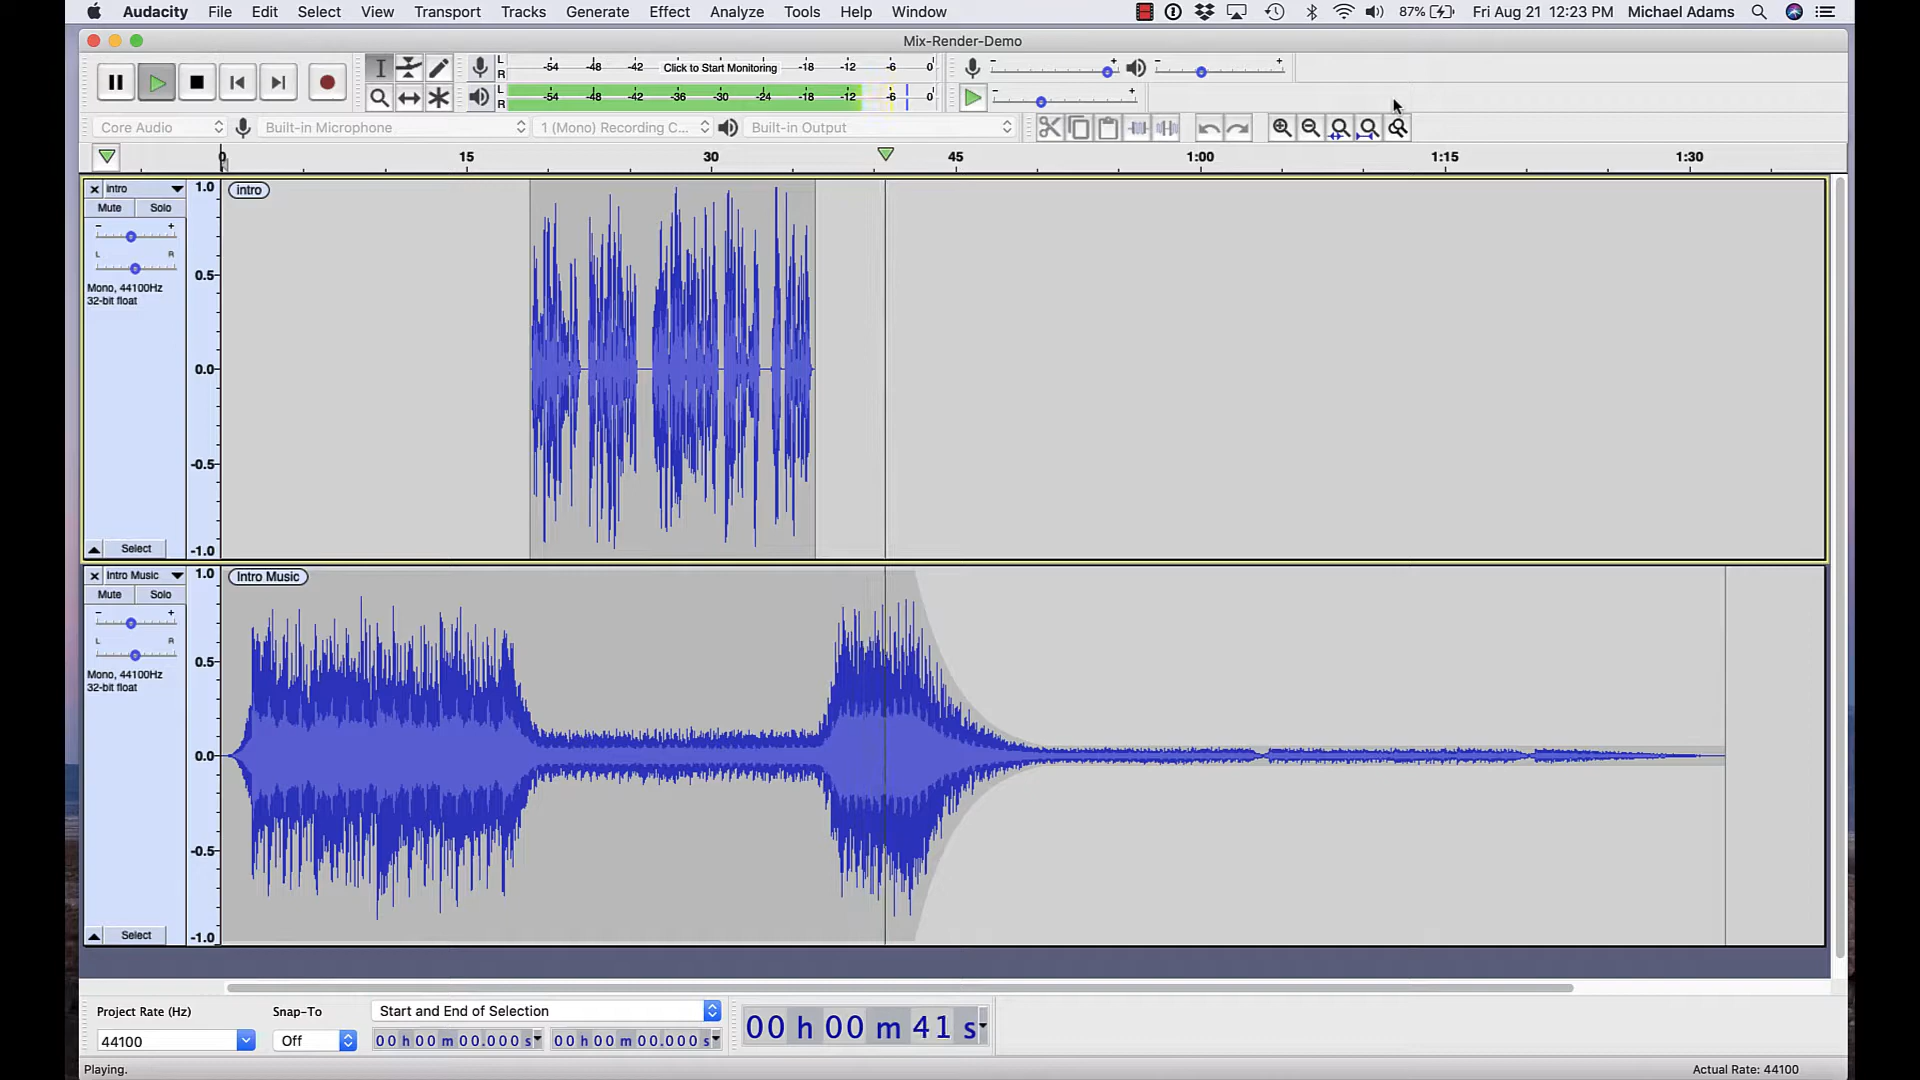 Audacity File Edit Select View Transport Tracks Generate Effect Analyze Tools Help Window 87% Fri Aug 21 12:23 PM Michael Adams
Mix-Render-Demo
L R -54 -48 -42 Click to Start Monitoring -18 -12 -6 0
L R -54 -48 -42 -36 -30 -24 -18 -12 -6 0
Core Audio Built-in Microphone 1 (Mono) Recording C... Built-in Output
0 15 30 45 1:00 1:15 1:30
intro 1.0 intro
Mute Solo
- +
L R
0.5
Mono, 44100Hz
32-bit float
0.0
-0.5
Select -1.0
Intro Music 1.0 Intro Music
Mute Solo
- +
L R
0.5
Mono, 44100Hz
32-bit float
0.0
-0.5
Select -1.0
Project Rate (Hz) Snap-To Start and End of Selection
44100 Off 00 h 00 m 00.000 s 00 h 00 m 00.000 s 00 h 00 m 41 s
Playing. Actual Rate: 44100